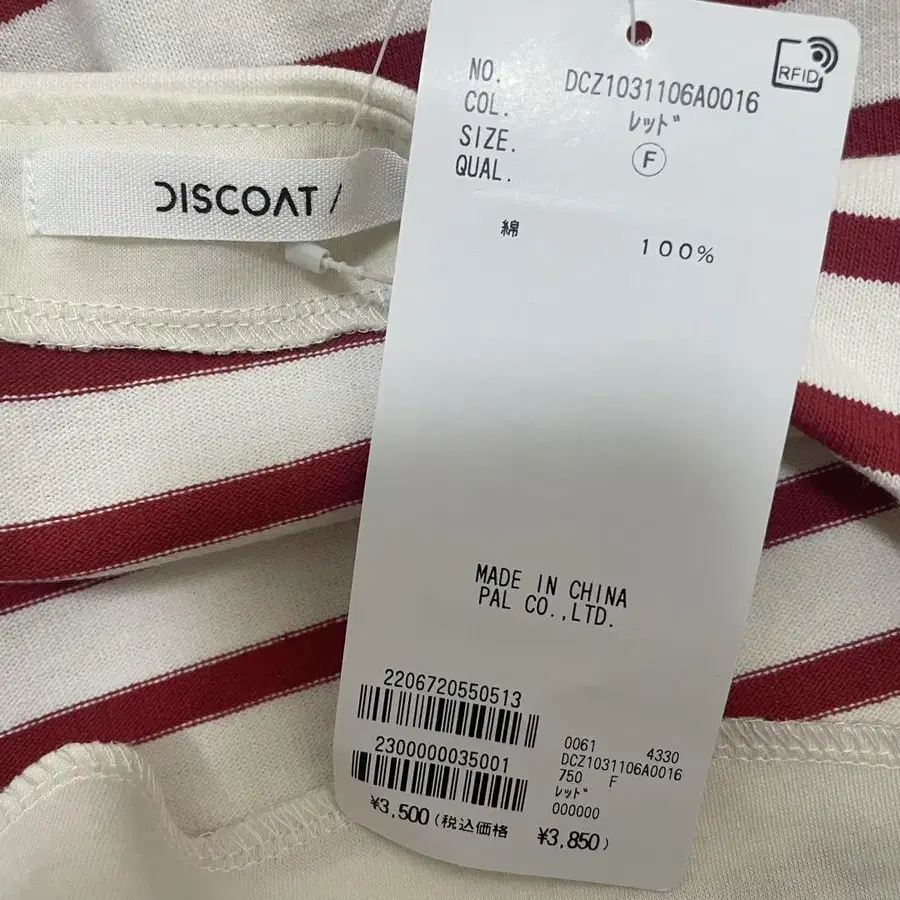 DISCOAT /
RFID
NO. DCZ1031106A0016
COL. ﾚｯﾄﾞ
SIZE. F
QUAL.
綿 100%
MADE IN CHINA
PAL CO.,LTD.
2206720550513
2300000035001
¥3,500(税込価格 ¥3,850)
0061 4330
DCZ1031106A0016
750 F
ﾚｯﾄﾞ
000000